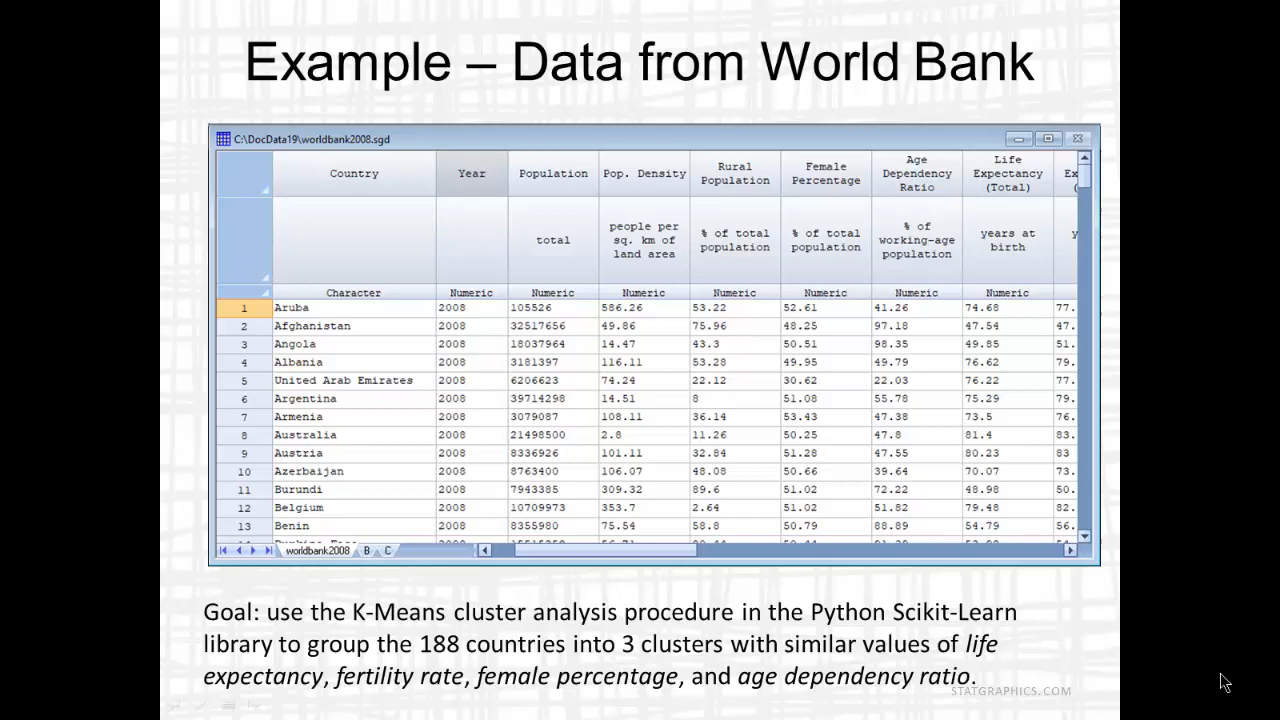 Example – Data from World Bank
C:\DocData19\worldbank2008.sgd
Country Year Population Pop. Density Rural Population Female Percentage Age Dependency Ratio Life Expectancy (Total) Ex (
total people per sq. km of land area % of total population % of total population % of working-age population years at birth y
Character Numeric Numeric Numeric Numeric Numeric Numeric Numeric
1 Aruba 2008 105526 586.26 53.22 52.61 41.26 74.68 77.
2 Afghanistan 2008 32517656 49.86 75.96 48.25 97.18 47.54 47.
3 Angola 2008 18037964 14.47 43.3 50.51 98.35 49.85 51.
4 Albania 2008 3181397 116.11 53.28 49.95 49.79 76.62 79.
5 United Arab Emirates 2008 6206623 74.24 22.12 30.62 22.03 76.22 77.
6 Argentina 2008 39714298 14.51 8 51.08 55.78 75.29 79.
7 Armenia 2008 3079087 108.11 36.14 53.43 47.38 73.5 76.
8 Australia 2008 21498500 2.8 11.26 50.25 47.8 81.4 83.
9 Austria 2008 8336926 101.11 32.84 51.28 47.55 80.23 83
10 Azerbaijan 2008 8763400 106.07 48.08 50.66 39.64 70.07 73.
11 Burundi 2008 7943385 309.32 89.6 51.02 72.22 48.98 50.
12 Belgium 2008 10709973 353.7 2.64 51.02 51.82 79.48 82.
13 Benin 2008 8355980 75.54 58.8 50.79 88.89 54.79 56.
worldbank2008 B C
Goal: use the K-Means cluster analysis procedure in the Python Scikit-Learn
library to group the 188 countries into 3 clusters with similar values of life
expectancy, fertility rate, female percentage, and age dependency ratio.
STATGRAPHICS.COM